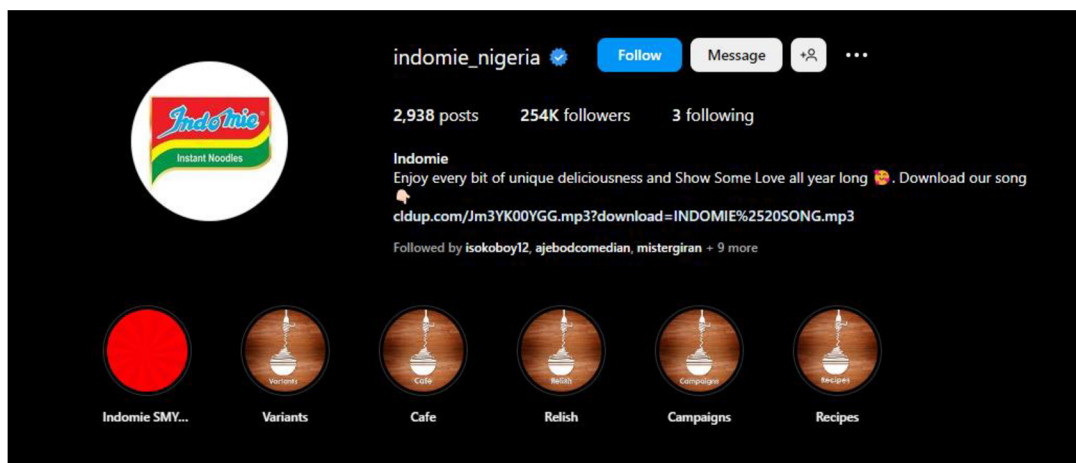 indomie_nigeria Follow Message
2,938 posts 254K followers 3 following
Indomie
Instant Noodles
Indomie
Enjoy every bit of unique deliciousness and Show Some Love all year long 🥰. Download our song
👇🏻
cldup.com/Jm3YK00YGG.mp3?download=INDOMIE%2520SONG.mp3
Followed by isokoboy12, ajebodcomedian, mistergiran + 9 more
Variants
Cafe
Relish
Campaigns
Recipes
Indomie SMY... Variants Cafe Relish Campaigns Recipes